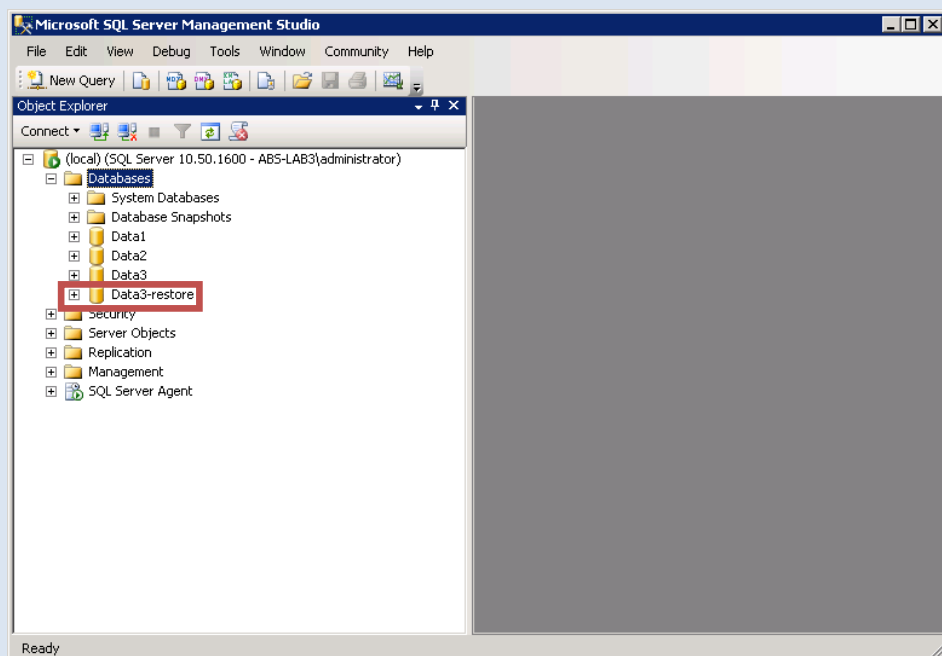 Microsoft SQL Server Management Studio
File Edit View Debug Tools Window Community Help
New Query
Object Explorer
Connect
(local) (SQL Server 10.50.1600 - ABS-LAB3\administrator)
Databases
System Databases
Database Snapshots
Data1
Data2
Data3
Data3-restore
Security
Server Objects
Replication
Management
SQL Server Agent
Ready